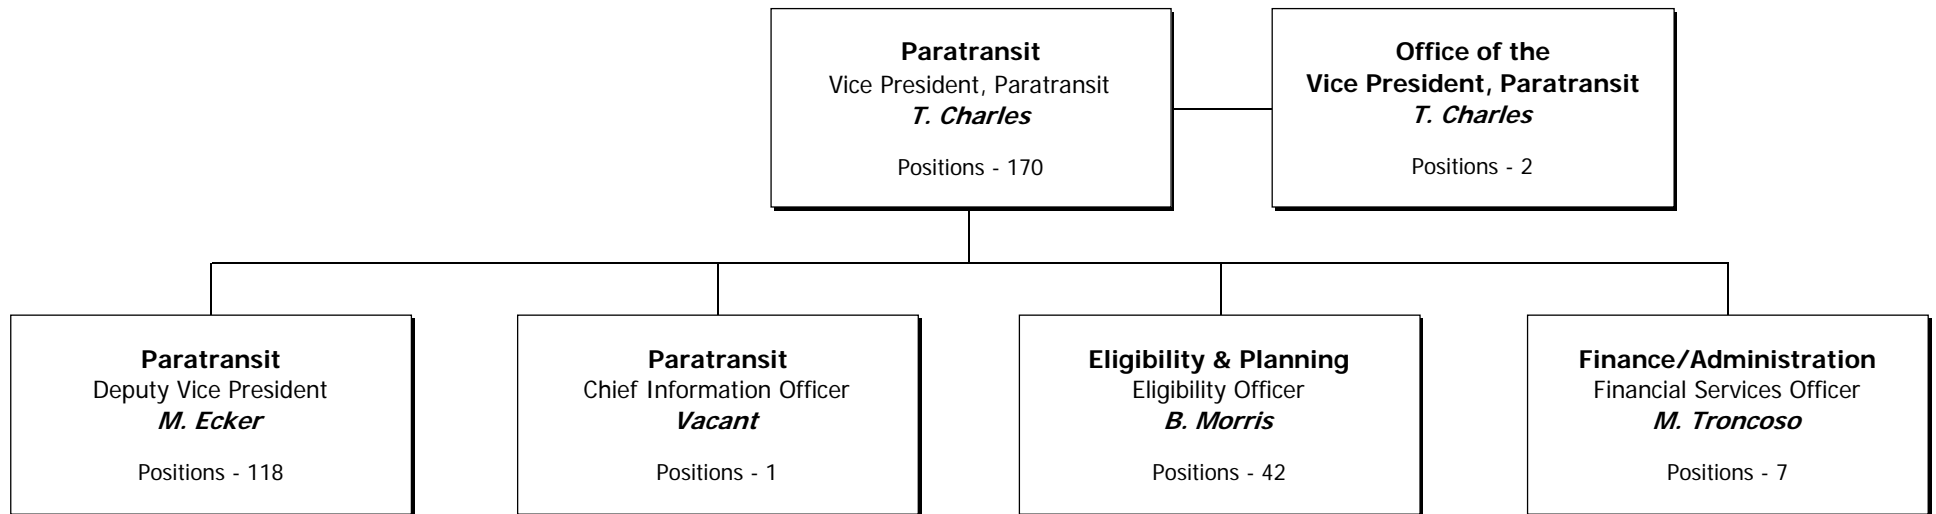 Paratransit
Vice President, Paratransit
T. Charles
Positions - 170
Office of the
Vice President, Paratransit
T. Charles
Positions - 2
Paratransit
Deputy Vice President
M. Ecker
Positions - 118
Paratransit
Chief Information Officer
Vacant
Positions - 1
Eligibility & Planning
Eligibility Officer
B. Morris
Positions - 42
Finance/Administration
Financial Services Officer
M. Troncoso
Positions - 7